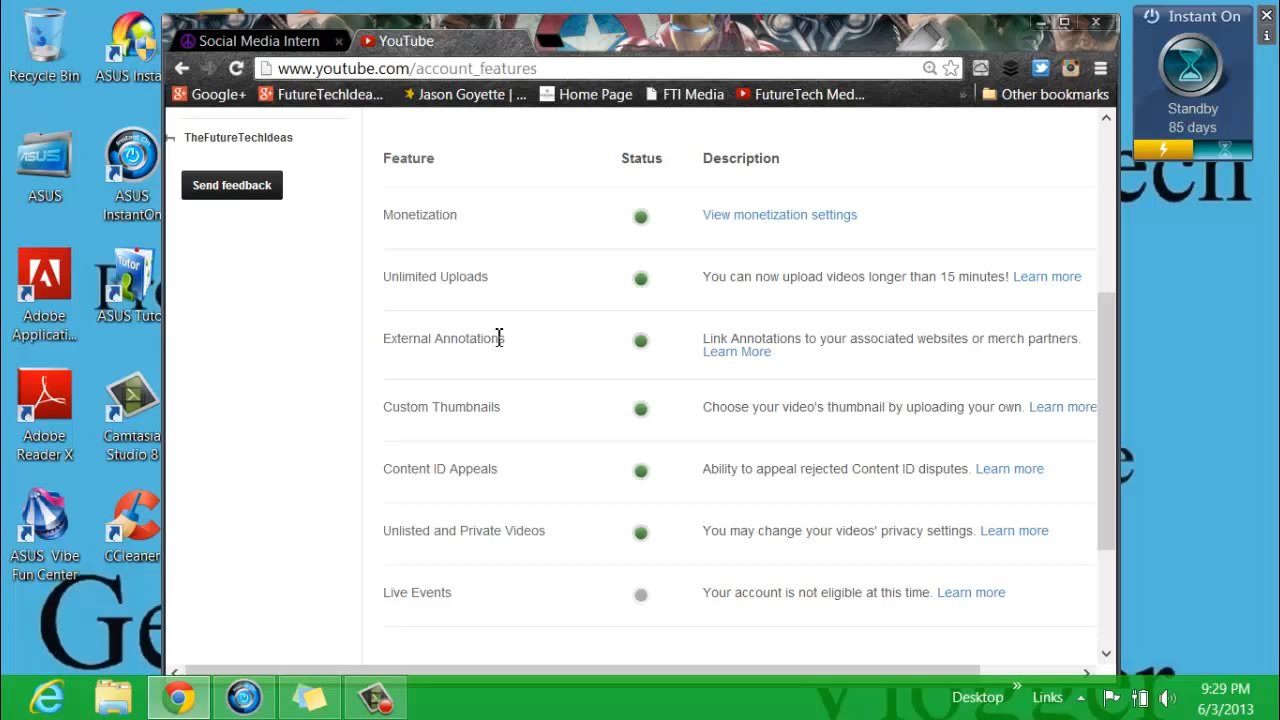 Recycle Bin
ASUS Insta
ASUS
ASUS
InstantOn
Adobe
Applicati...
ASUS Tuto
Adobe
Reader X
Camtasia
Studio 8
ASUS Vibe
Fun Center
CCleaner
Social Media Intern
YouTube
www.youtube.com/account_features
Google+
FutureTechIdea...
Jason Goyette | ...
Home Page
FTI Media
FutureTech Med...
»
Other bookmarks
TheFutureTechIdeas
Send feedback
Feature Status Description
Monetization View monetization settings
Unlimited Uploads You can now upload videos longer than 15 minutes! Learn more
External Annotations Link Annotations to your associated websites or merch partners.
Learn More
Custom Thumbnails Choose your video's thumbnail by uploading your own. Learn more
Content ID Appeals Ability to appeal rejected Content ID disputes. Learn more
Unlisted and Private Videos You may change your videos' privacy settings. Learn more
Live Events Your account is not eligible at this time. Learn more
Instant On
Standby
85 days
Desktop
»
Links
9:29 PM
6/3/2013